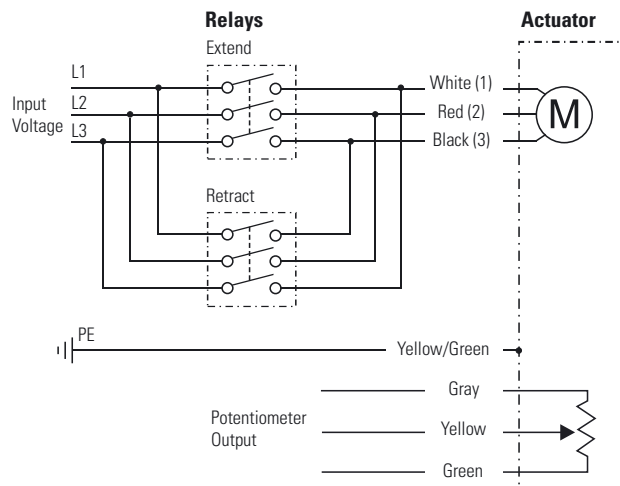 Relays
Actuator
Extend
L1
L2
L3
Input
Voltage
White (1)
Red (2)
Black (3)
M
Retract
PE
Yellow/Green
Gray
Potentiometer
Output
Yellow
Green